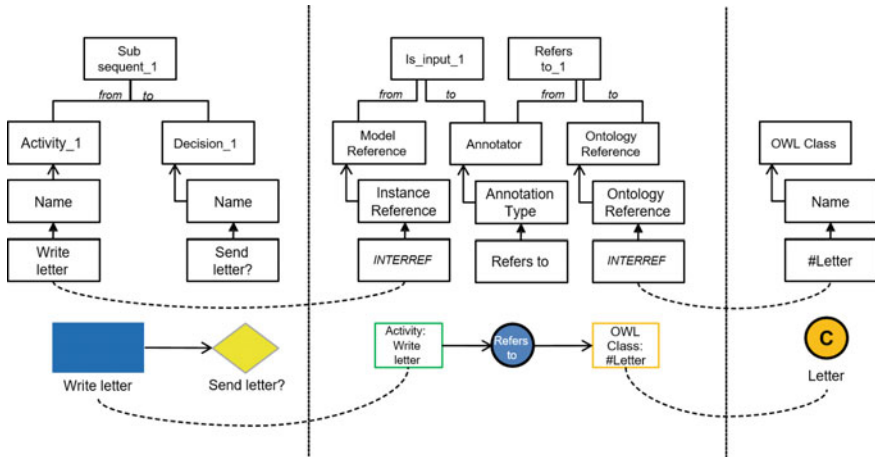 Sub
sequent_1
from to
Activity_1
Decision_1
Name
Name
Write
letter
Send
letter?
Write letter
Send letter?
Is_input_1
Refers
to_1
from to
from to
Model
Reference
Annotator
Ontology
Reference
Instance
Reference
Annotation
Type
Ontology
Reference
INTERREF
Refers to
INTERREF
Activity:
Write
letter
Refers
to
OWL
Class:
#Letter
OWL Class
Name
#Letter
C
Letter